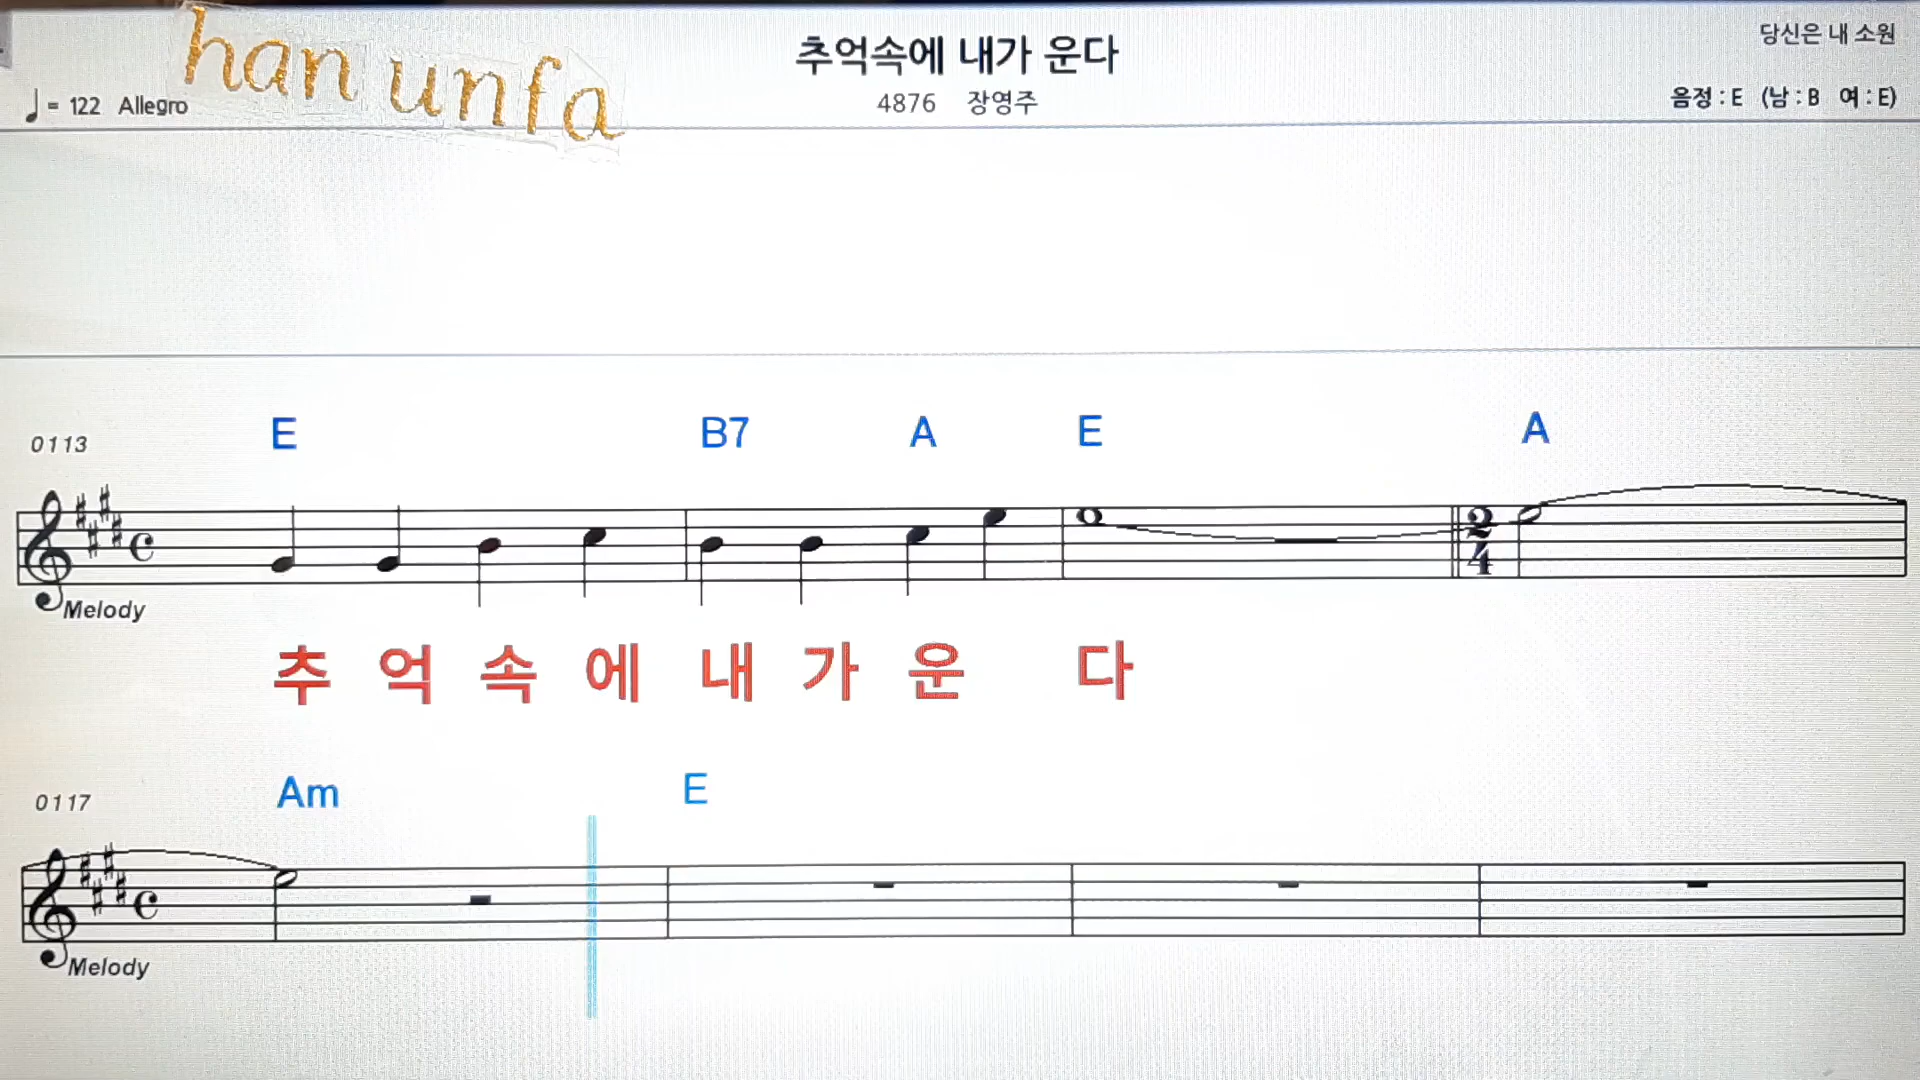 han unfa
추억속에 내가 운다
당신은 내 소원
♩= 122 Allegro
4876 장영주
음정 : E (남 : B 여 : E)
0113 E B7 A E A
2
4
Melody
추 억 속 에 내 가 운 다
0117 Am E
Melody